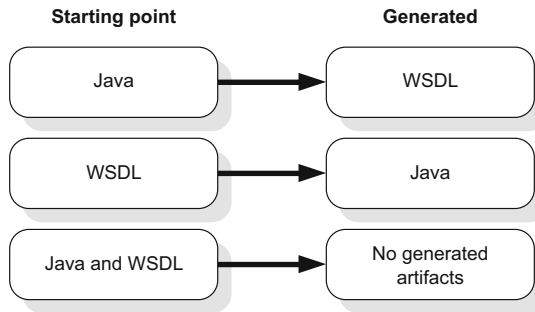 Starting point
Generated
Java
WSDL
WSDL
Java
Java and WSDL
No generated
artifacts